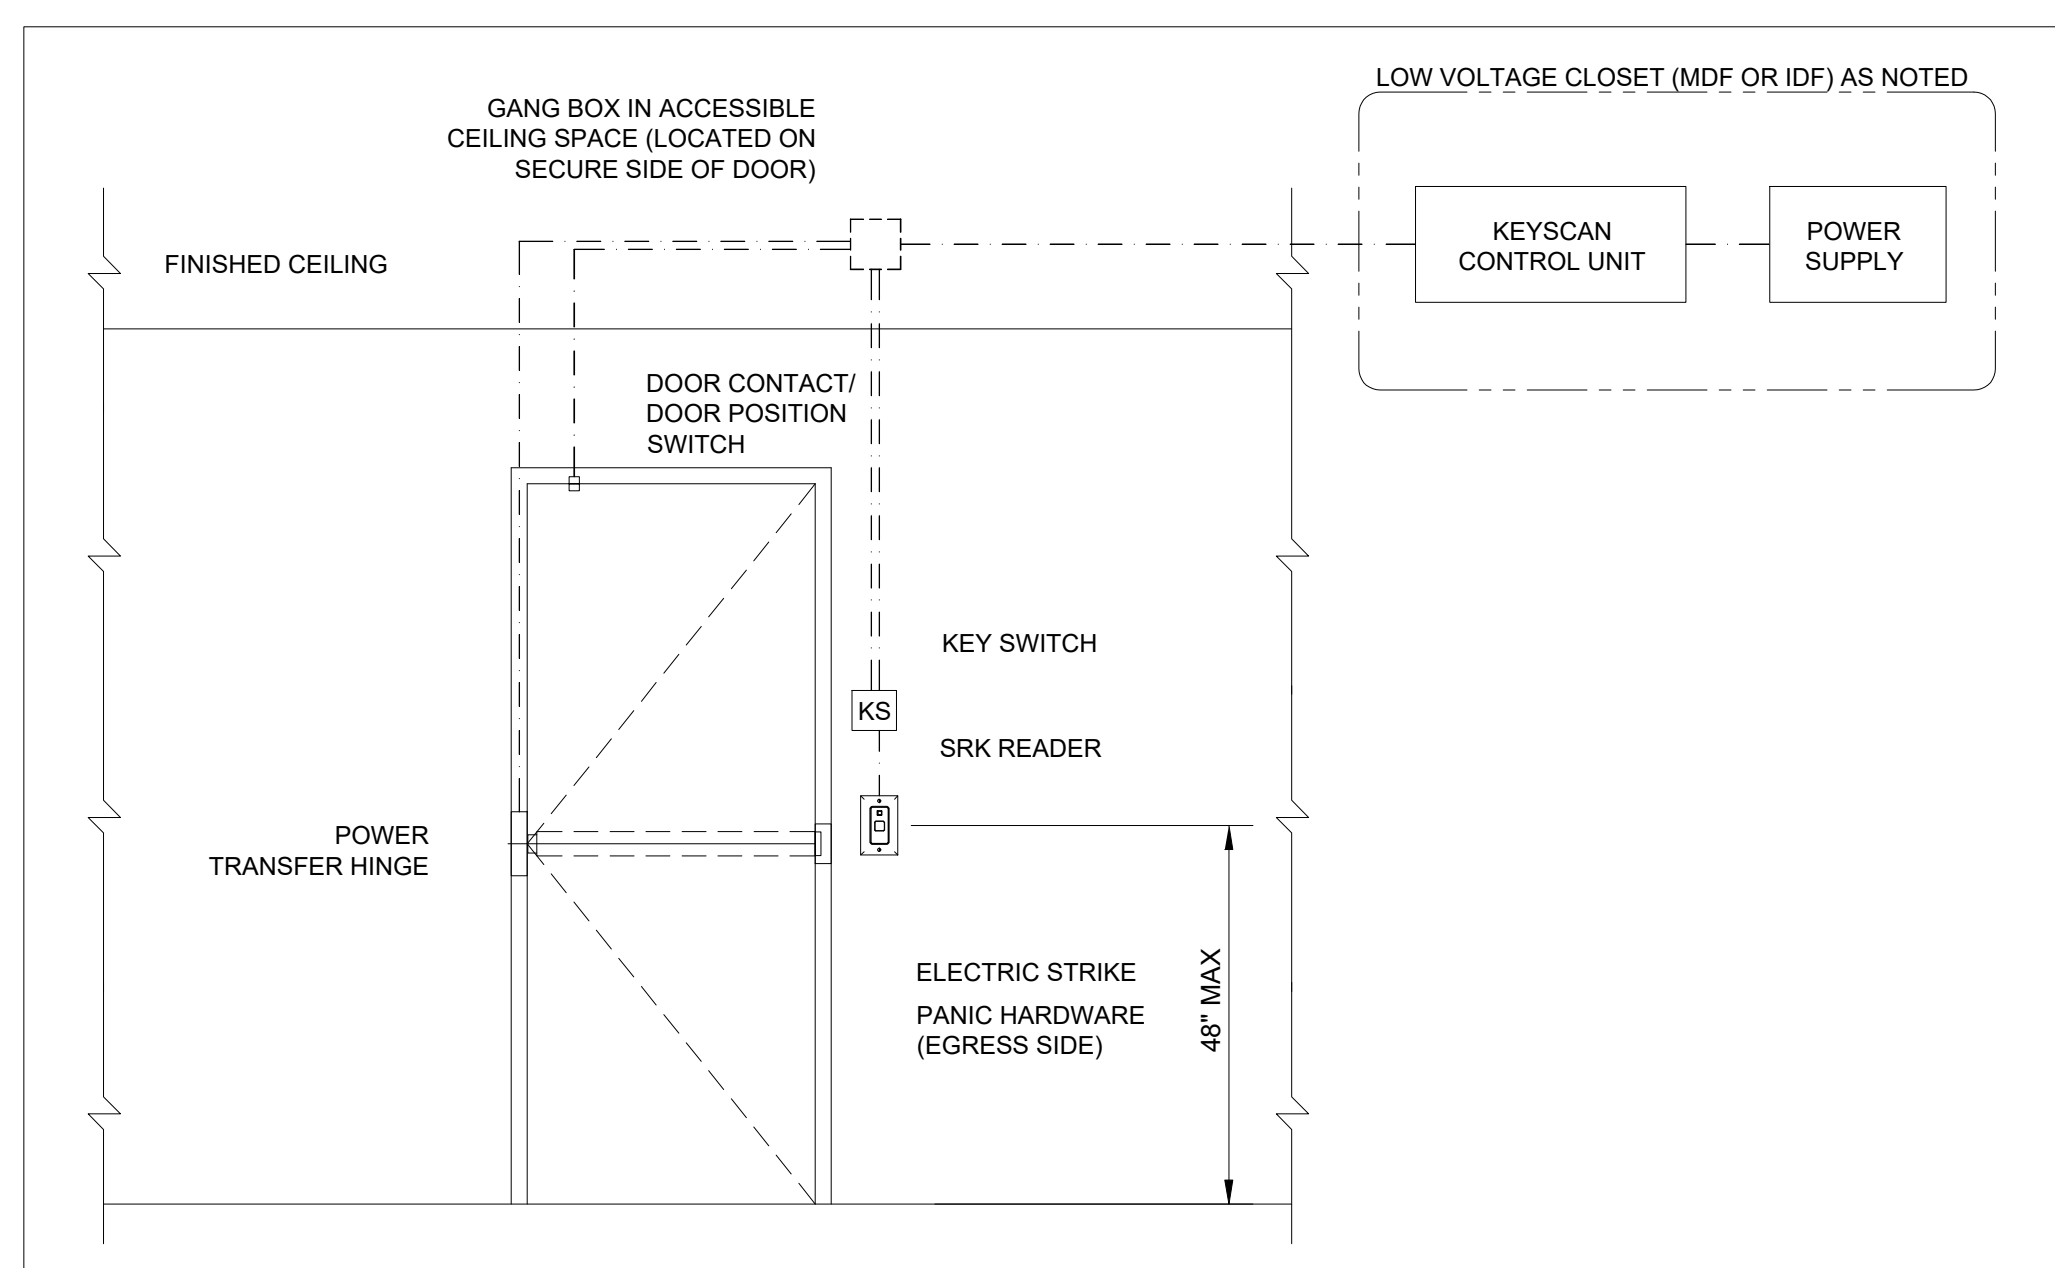 LOW VOLTAGE CLOSET (MDF OR IDF) AS NOTED
GANG BOX IN ACCESSIBLE
CEILING SPACE (LOCATED ON
SECURE SIDE OF DOOR)
KEYSCAN
CONTROL UNIT
POWER
SUPPLY
FINISHED CEILING
DOOR CONTACT/
DOOR POSITION
SWITCH
KEY SWITCH
KS
SRK READER
POWER
TRANSFER HINGE
ELECTRIC STRIKE
PANIC HARDWARE
(EGRESS SIDE)
48" MAX